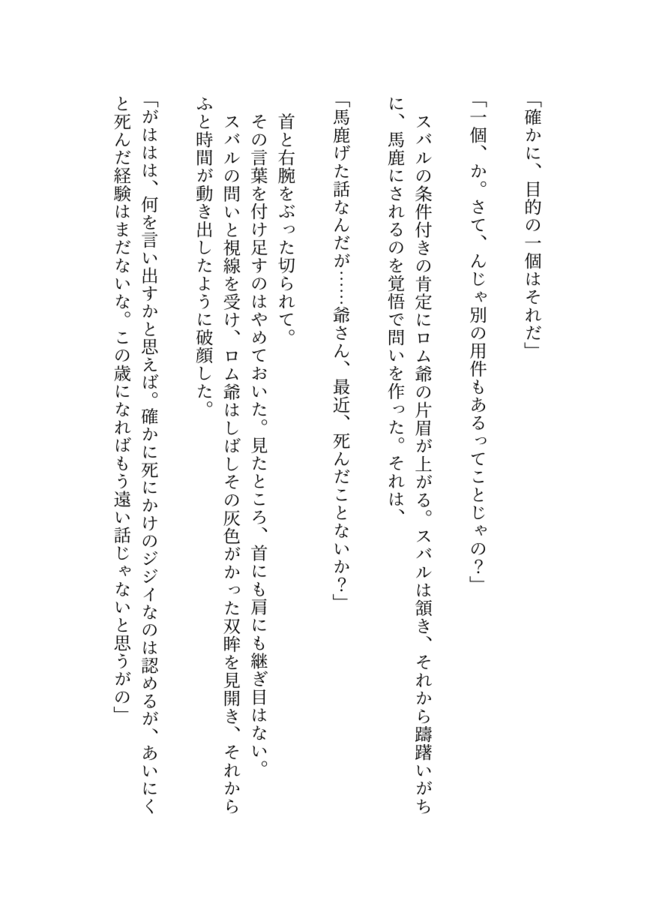 「確かに、目的の一個はそれだ」
「一個、か。さて、んじゃ別の用件もあるってことじゃの？」
　スバルの条件付きの肯定にロム爺の片眉が上がる。スバルは頷き、それから躊躇いがち
に、馬鹿にされるのを覚悟で問いを作った。それは、
「馬鹿げた話なんだが……爺さん、最近、死んだことないか？」
　首と右腕をぶった切られて。
　その言葉を付け足すのはやめておいた。見たところ、首にも肩にも継ぎ目はない。
　スバルの問いと視線を受け、ロム爺はしばしその灰色がかった双眸を見開き、それから
ふと時間が動き出したように破顔した。
「がははは、何を言い出すかと思えば。確かに死にかけのジジイなのは認めるが、あいにく
と死んだ経験はまだないな。この歳になればもう遠い話じゃないと思うがの」